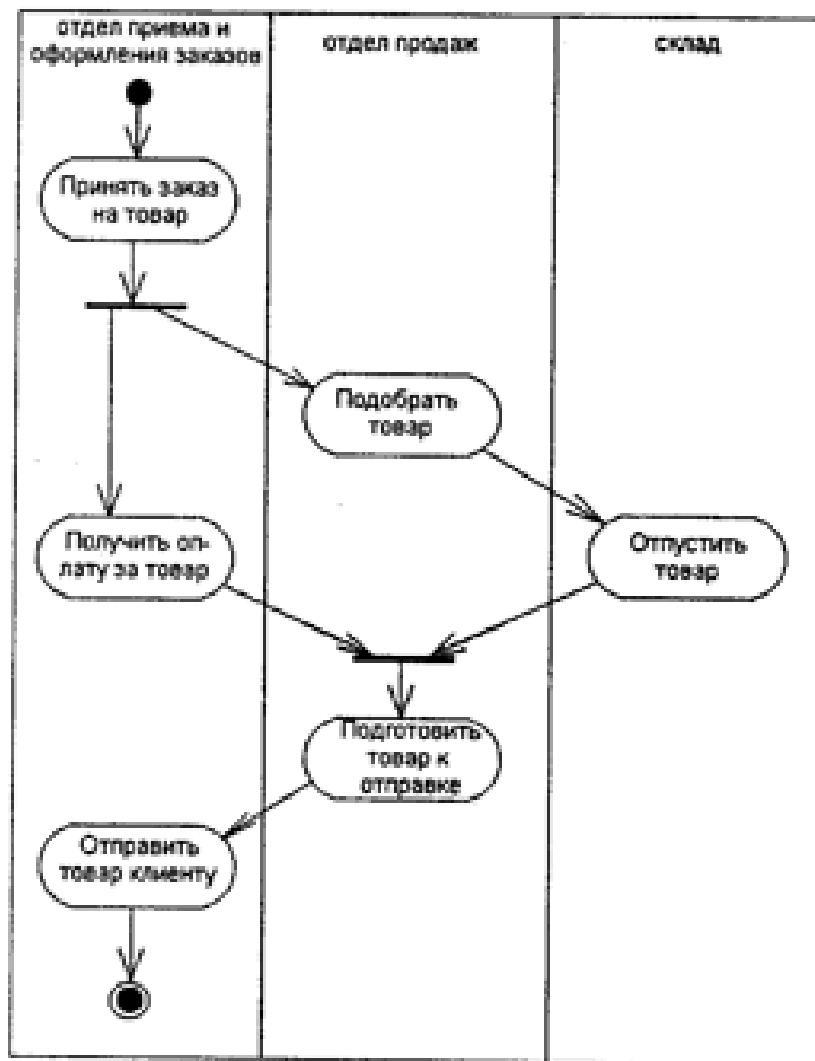 отдел приема и
оформления заказов
отдел продаж
склад
Принять заказ
на товар
Подобрать
товар
Получить оп-
лату за товар
Отпустить
товар
Подготовить
товар к
отправке
Отправить
товар клиенту